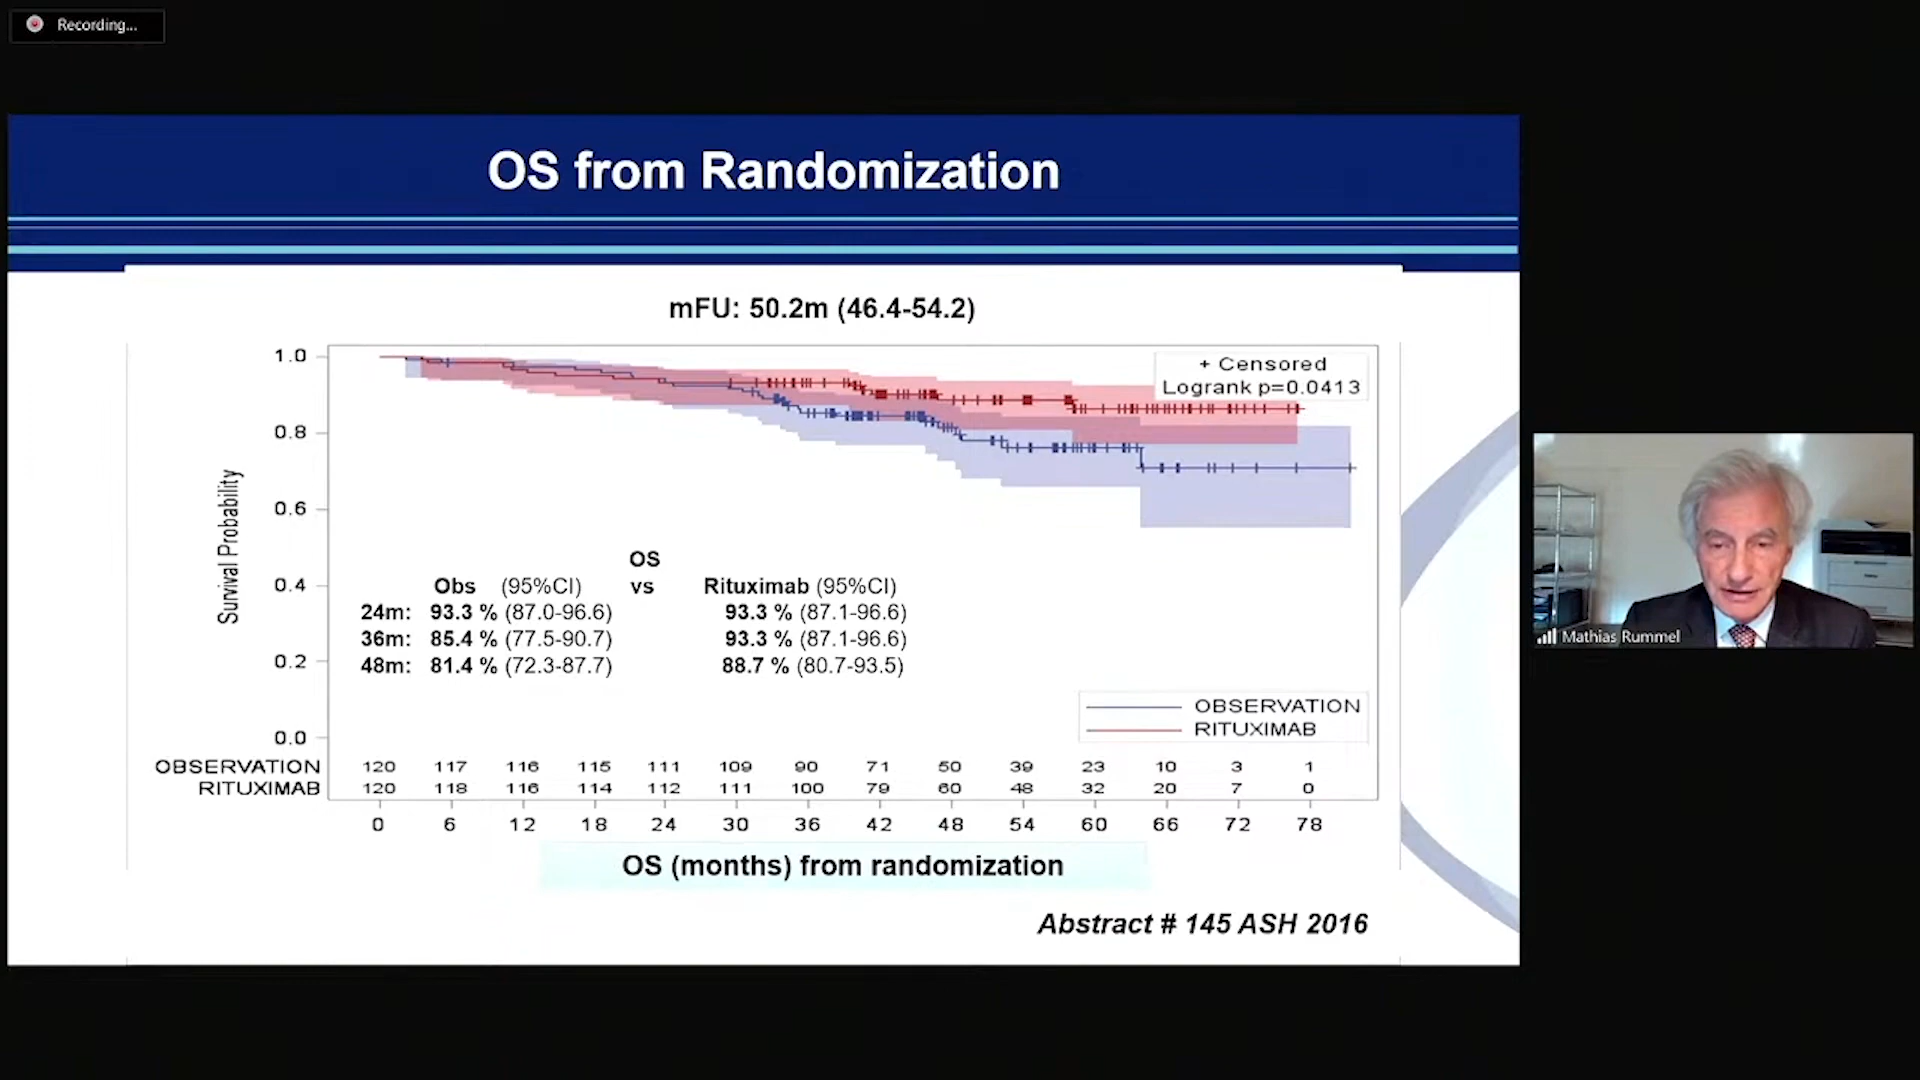 Recording...
OS from Randomization
mFU: 50.2m (46.4-54.2)
+ Censored
Logrank p=0.0413
1.0
0.8
0.6
0.4
0.2
0.0
Survival Probability
OS
Obs (95%CI) vs Rituximab (95%CI)
24m: 93.3 % (87.0-96.6) 93.3 % (87.1-96.6)
36m: 85.4 % (77.5-90.7) 93.3 % (87.1-96.6)
48m: 81.4 % (72.3-87.7) 88.7 % (80.7-93.5)
OBSERVATION
RITUXIMAB
OBSERVATION 120 117 116 115 111 109 90 71 50 39 23 10 3 1
RITUXIMAB 120 118 116 114 112 111 100 79 60 48 32 20 7 0
0 6 12 18 24 30 36 42 48 54 60 66 72 78
OS (months) from randomization
Abstract # 145 ASH 2016
Mathias Rummel